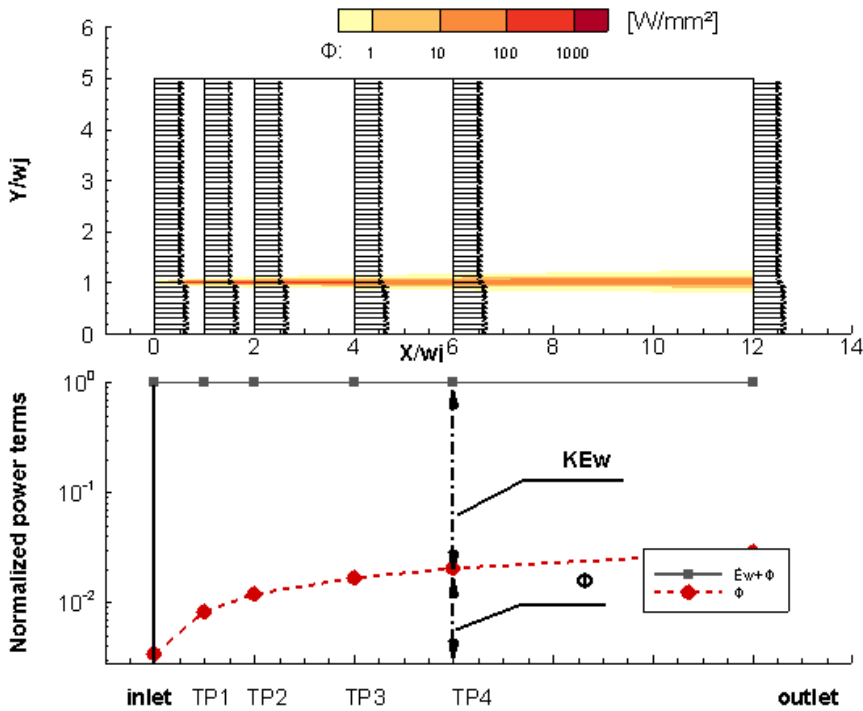 [W/mm²]
Φ: 1 10 100 1000
6
5
4
3
2
1
0
Y/wj
0 2 4 6 8 10 12 14
X/wj
10⁰
10⁻¹
10⁻²
Normalized power terms
KEw
Φ
Ėw+Φ
Φ
inlet TP1 TP2 TP3 TP4 outlet